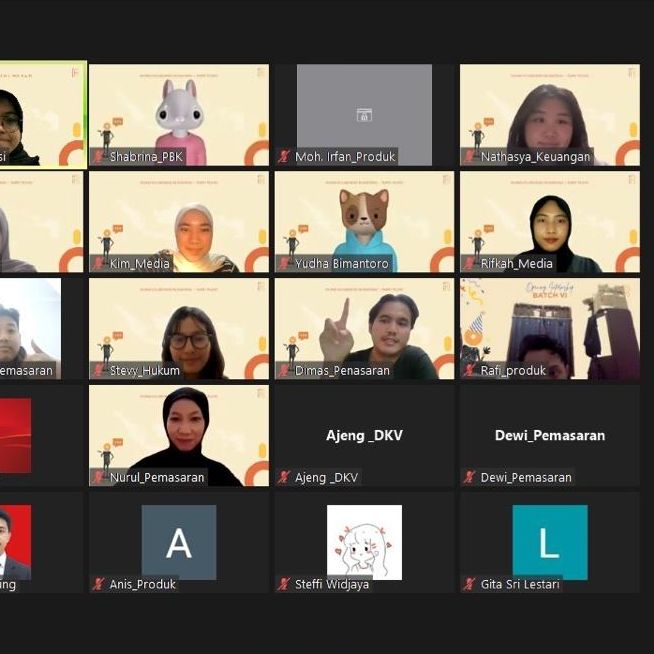 si
Shabrina_PBK
Moh. Irfan_Produk
Nathasya_Keuangan
Kim_Media
Yudha Bimantoro
Rifkah_Media
Opening Internship
BATCH VI
emasaran
Stevy_Hukum
Dimas_Penasaran
Rafi_produk
Ajeng _DKV
Dewi_Pemasaran
Nurul_Pemasaran
Ajeng _DKV
Dewi_Pemasaran
A
L
ing
Anis_Produk
Steffi Widjaya
Gita Sri Lestari